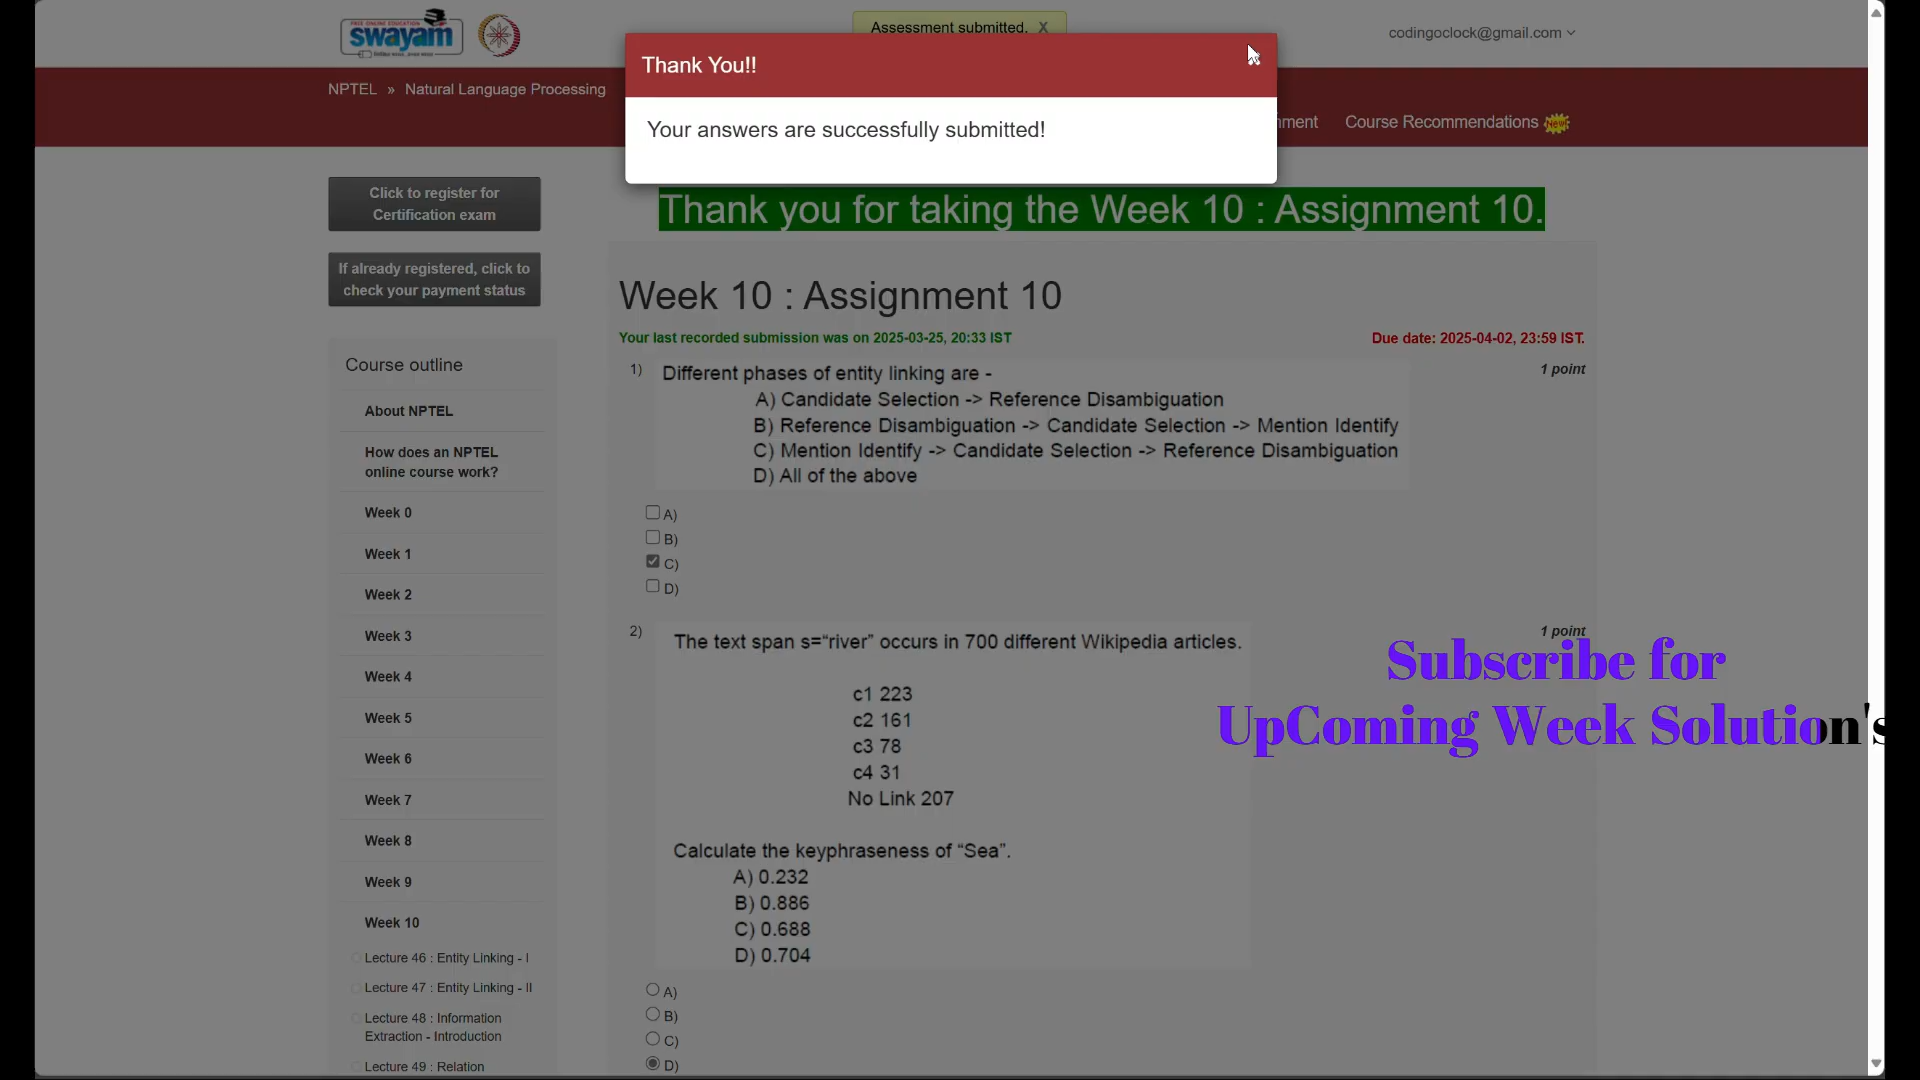 FREE ONLINE EDUCATION
swayam
Assessment submitted. X
codingoclock@gmail.com
Thank You!!
Your answers are successfully submitted!
NPTEL » Natural Language Processing
nment
Course Recommendations
New!
Click to register for
Certification exam
If already registered, click to
check your payment status
Thank you for taking the Week 10 : Assignment 10.
Course outline
About NPTEL
How does an NPTEL
online course work?
Week 0
Week 1
Week 2
Week 3
Week 4
Week 5
Week 6
Week 7
Week 8
Week 9
Week 10
Lecture 46 : Entity Linking - I
Lecture 47 : Entity Linking - II
Lecture 48 : Information
Extraction - Introduction
Lecture 49 : Relation
Week 10 : Assignment 10
Your last recorded submission was on 2025-03-25, 20:33 IST
Due date: 2025-04-02, 23:59 IST.
1)
1 point
Different phases of entity linking are -
A) Candidate Selection -> Reference Disambiguation
B) Reference Disambiguation -> Candidate Selection -> Mention Identify
C) Mention Identify -> Candidate Selection -> Reference Disambiguation
D) All of the above
A)
B)
C)
D)
2)
1 point
The text span s=“river” occurs in 700 different Wikipedia articles.
c1 223
c2 161
c3 78
c4 31
No Link 207
Calculate the keyphraseness of “Sea”.
A) 0.232
B) 0.886
C) 0.688
D) 0.704
A)
B)
C)
D)
Subscribe for
UpComing Week Solution's